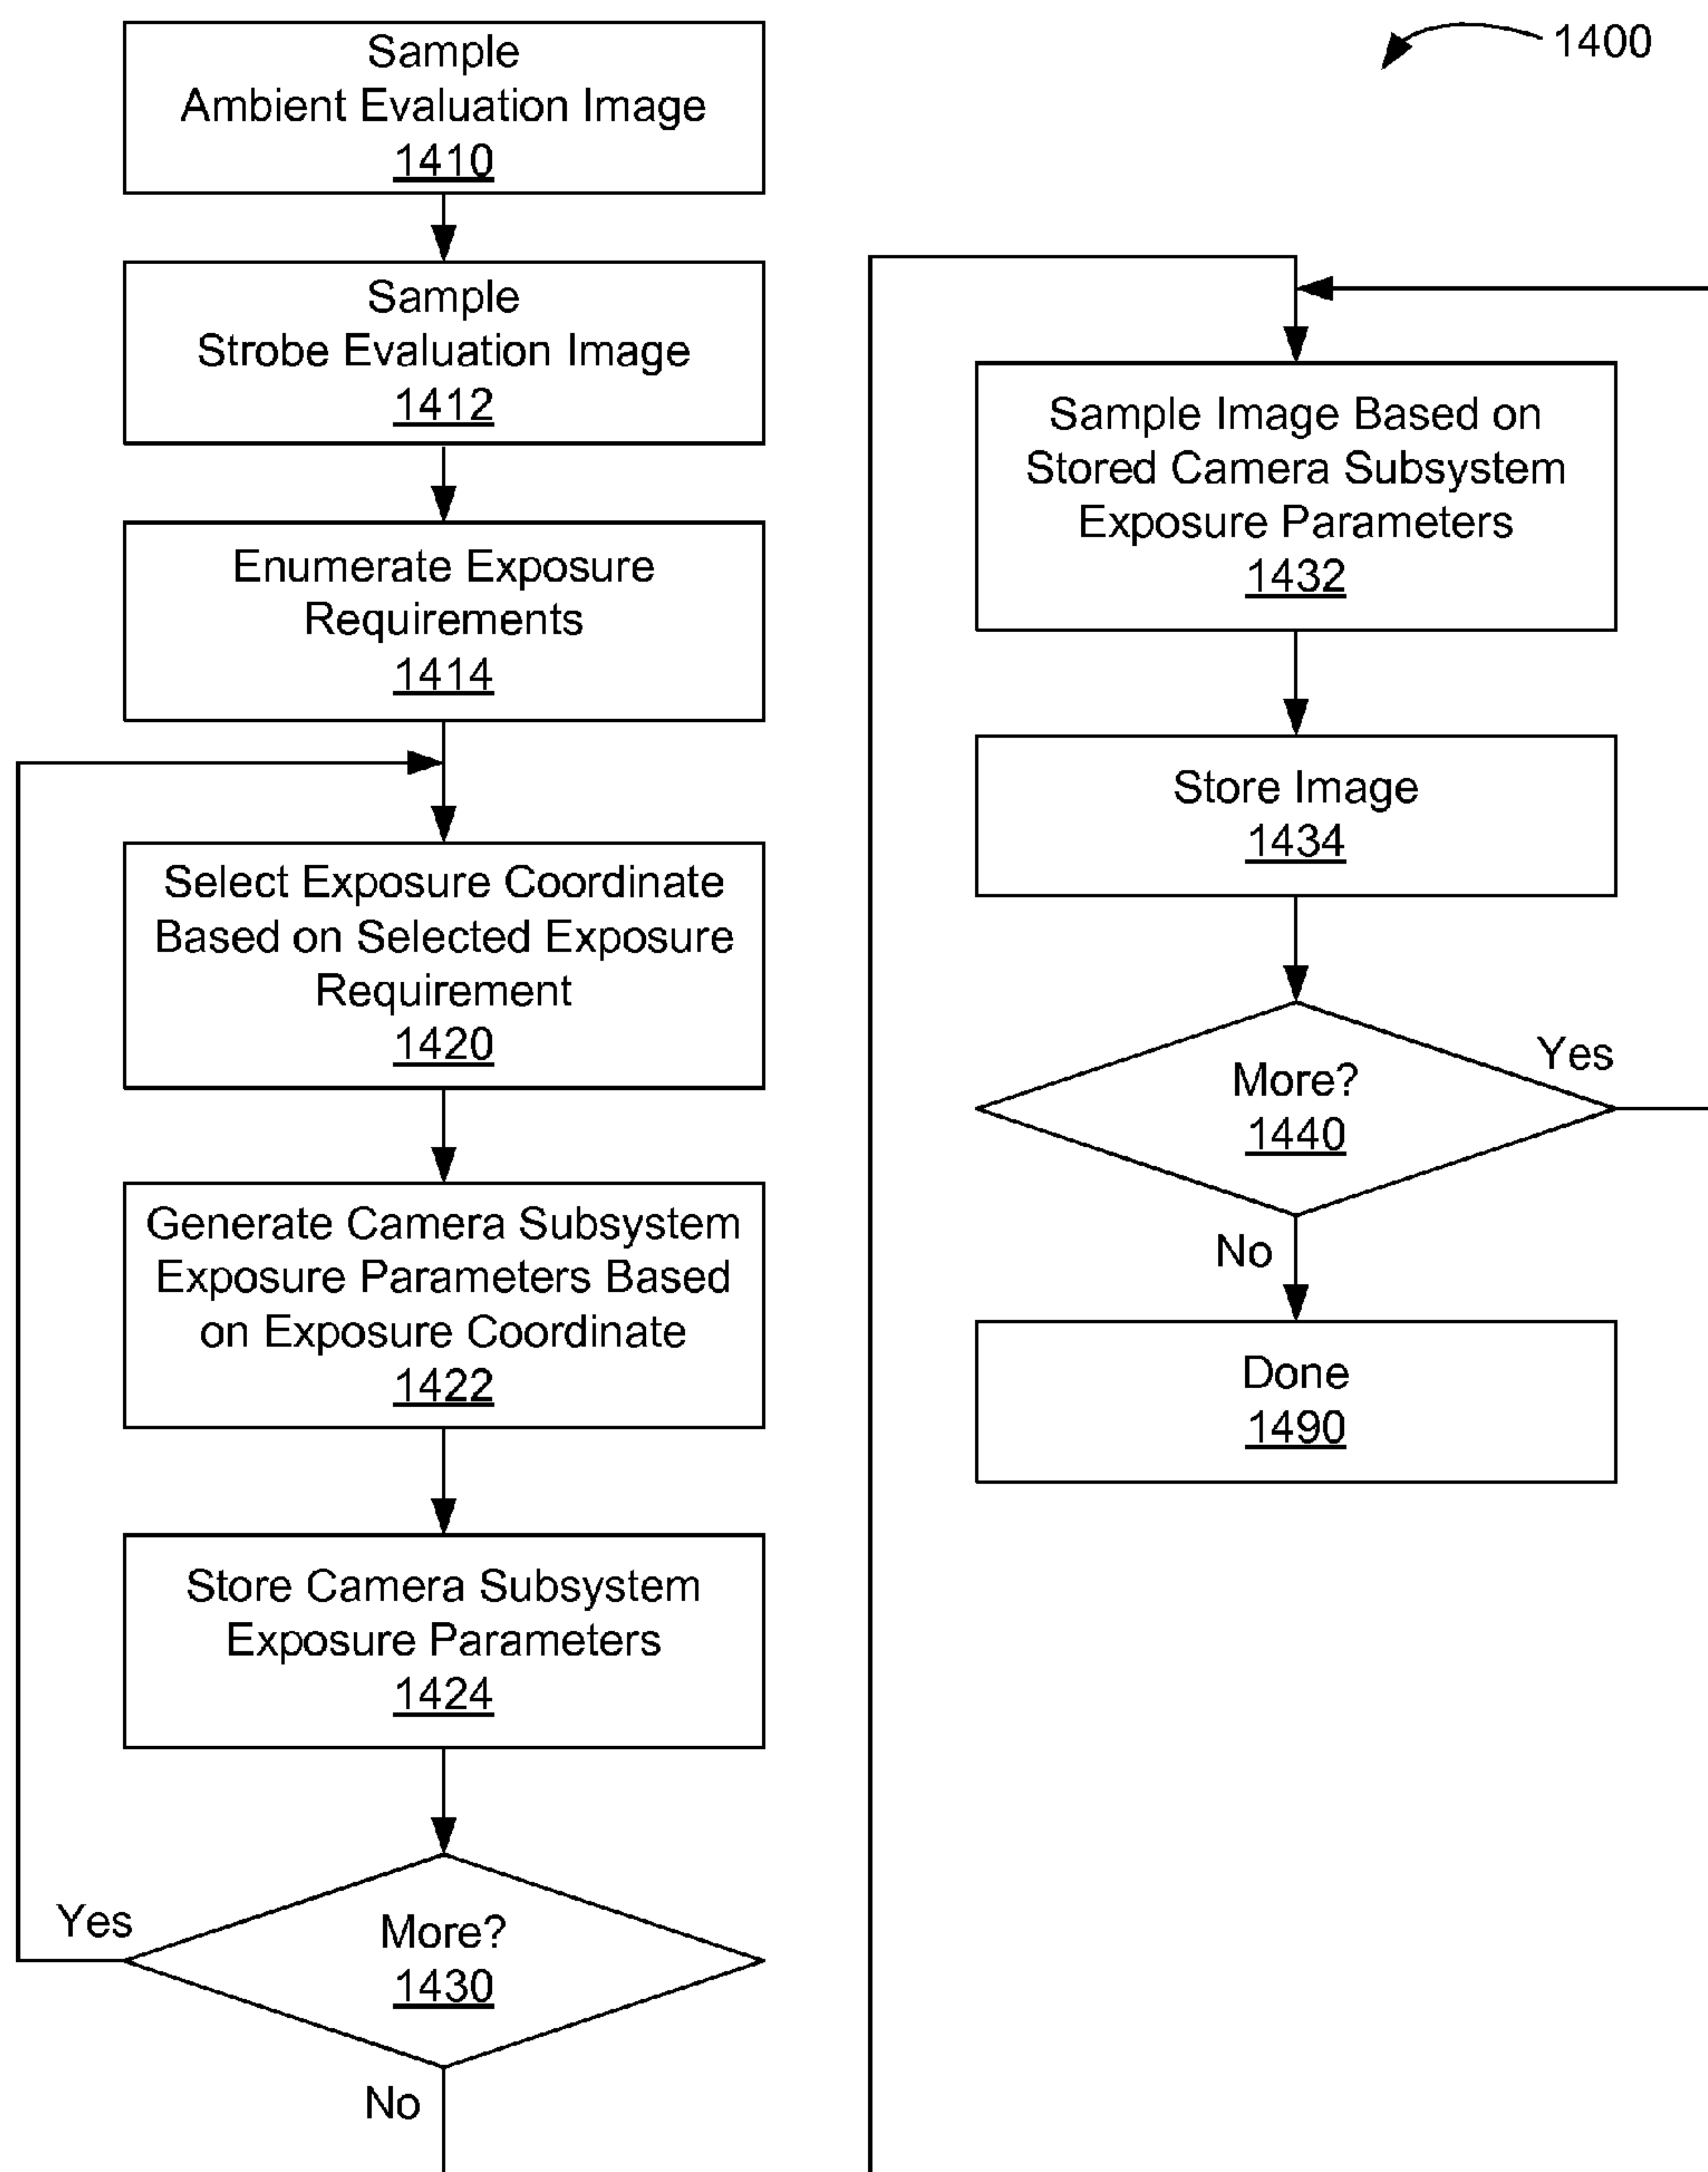 1400
Sample
Ambient Evaluation Image
1410
Sample
Strobe Evaluation Image
1412
Enumerate Exposure
Requirements
1414
Select Exposure Coordinate
Based on Selected Exposure
Requirement
1420
Generate Camera Subsystem
Exposure Parameters Based
on Exposure Coordinate
1422
Store Camera Subsystem
Exposure Parameters
1424
Yes
More?
1430
No
Sample Image Based on
Stored Camera Subsystem
Exposure Parameters
1432
Store Image
1434
Yes
More?
1440
No
Done
1490